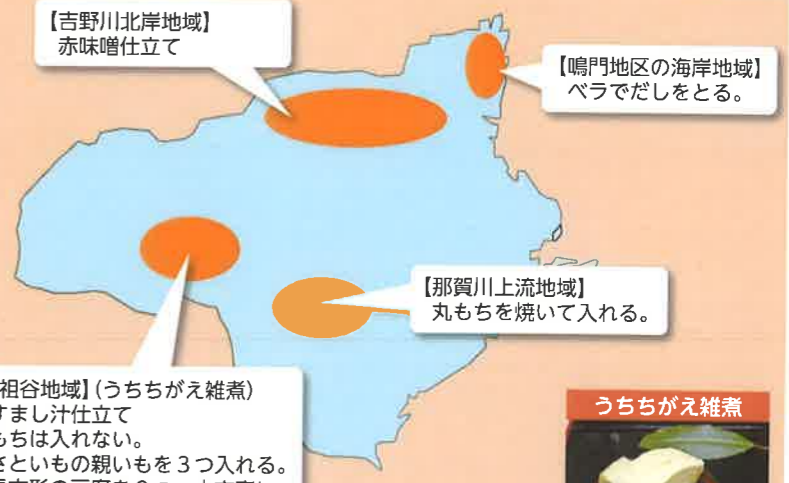 【吉野川北岸地域】
赤味噌仕立て
【鳴門地区の海岸地域】
ベラでだしをとる。
【那賀川上流地域】
丸もちを焼いて入れる。
祖谷地域】(うちちがえ雑煮)
すまし汁仕立て
もちは入れない。
さといもの親いもを3つ入れる。
うちちがえ雑煮